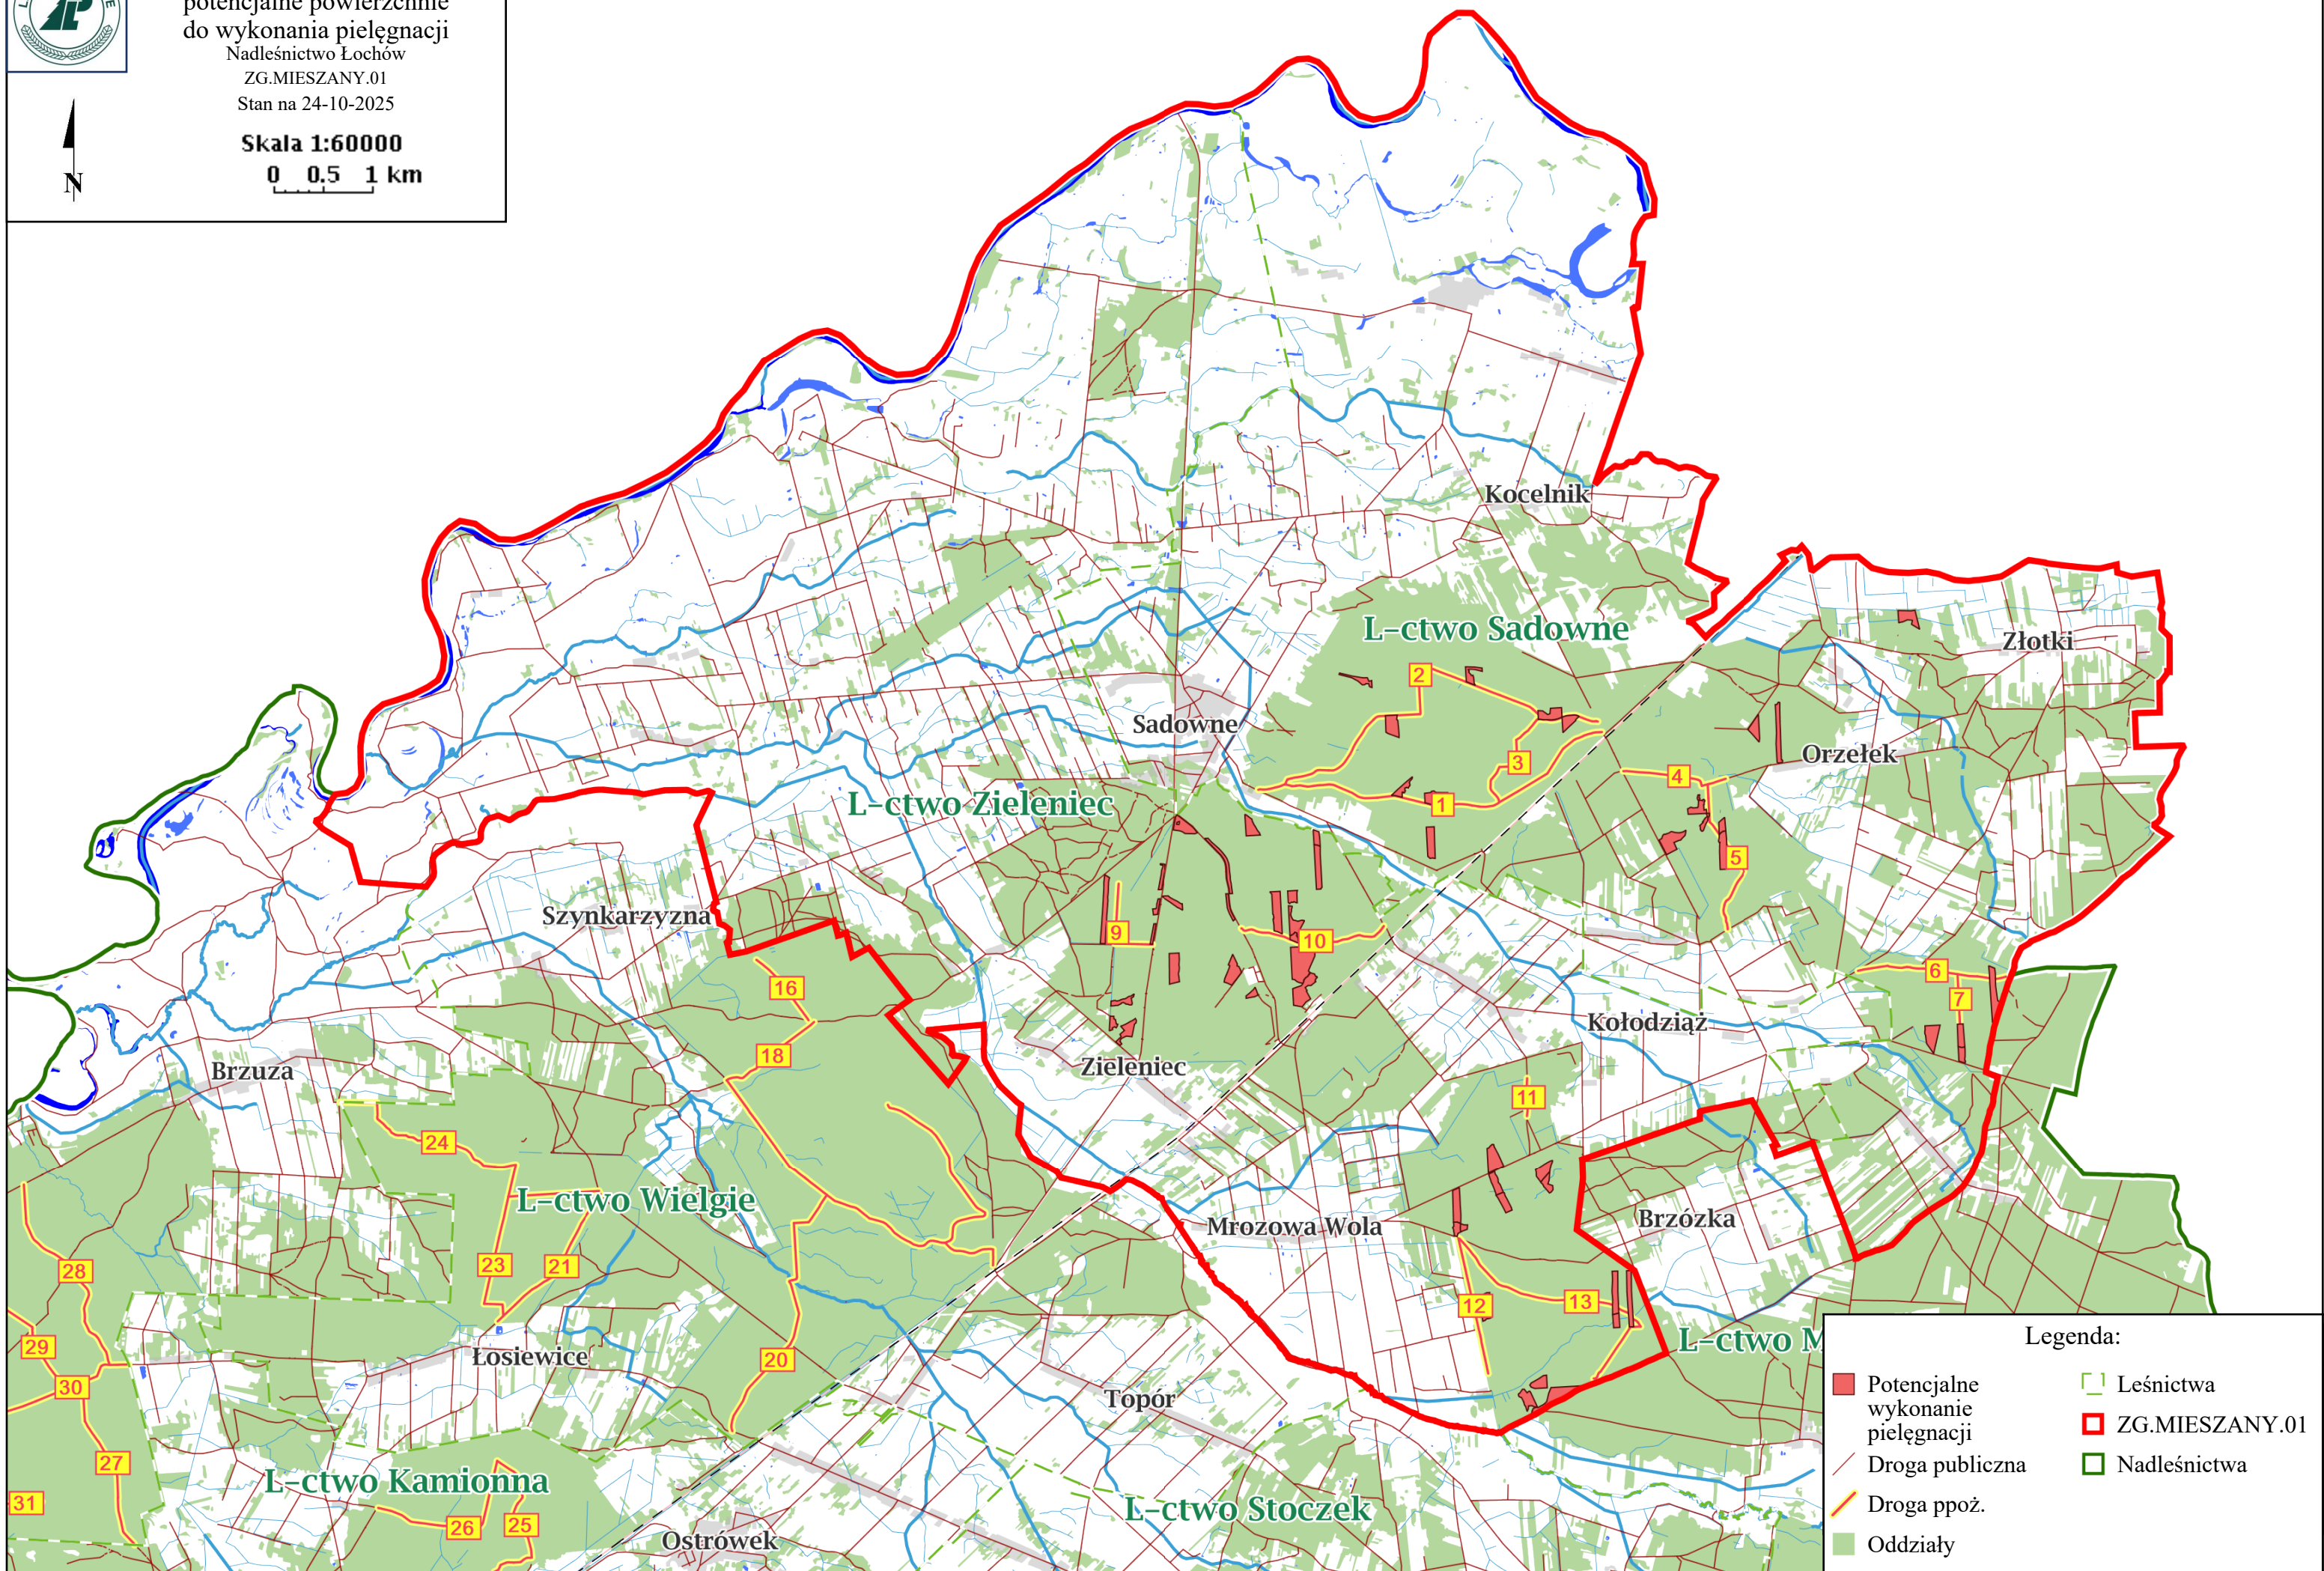 potencjalne powierzchnie
do wykonania pielęgnacji
Nadleśnictwo Łochów
ZG.MIESZANY.01
Stan na 24-10-2025
Skala 1:60000
0 0.5 1 km
N
Kocelnik
L-ctwo Sadowne
Złotki
2
Sadowne
3
Orzełek
4
L-ctwo Zieleniec
1
5
Szynkarzyzna
9
10
6
16
7
Kołodziąż
18
Zieleniec
Brzuza
11
24
L-ctwo Wielgie
Mrozowa Wola
Brzózka
23
21
28
12
13
29
L-ctwo M
Łosiewice
20
30
Topór
27
L-ctwo Kamionna
31
L-ctwo Stoczek
26
25
Ostrówek
Legenda:
Potencjalne
wykonanie
pielęgnacji
Droga publiczna
Droga ppoż.
Oddziały
Leśnictwa
ZG.MIESZANY.01
Nadleśnictwa